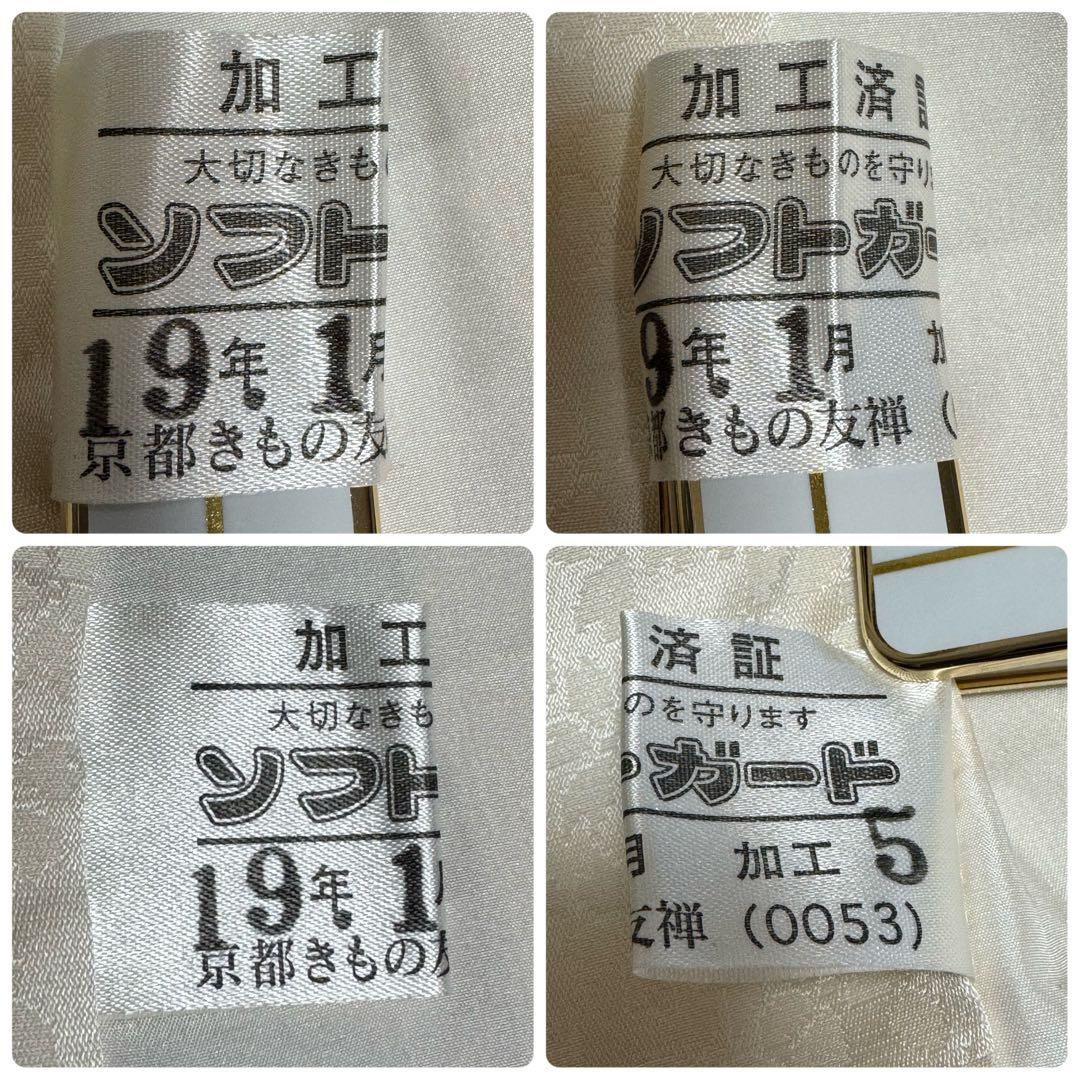 加工
大切なきも
ソフト
19年1月
京都きもの友
加工済証
大切なきものを守り
ソフトガー
9年1月 加
都きもの友禅 (
加工
大切なきも
ソフト
19年1
京都きもの友
済証
のを守ります
ガード
月 加工5
友禅 (0053)